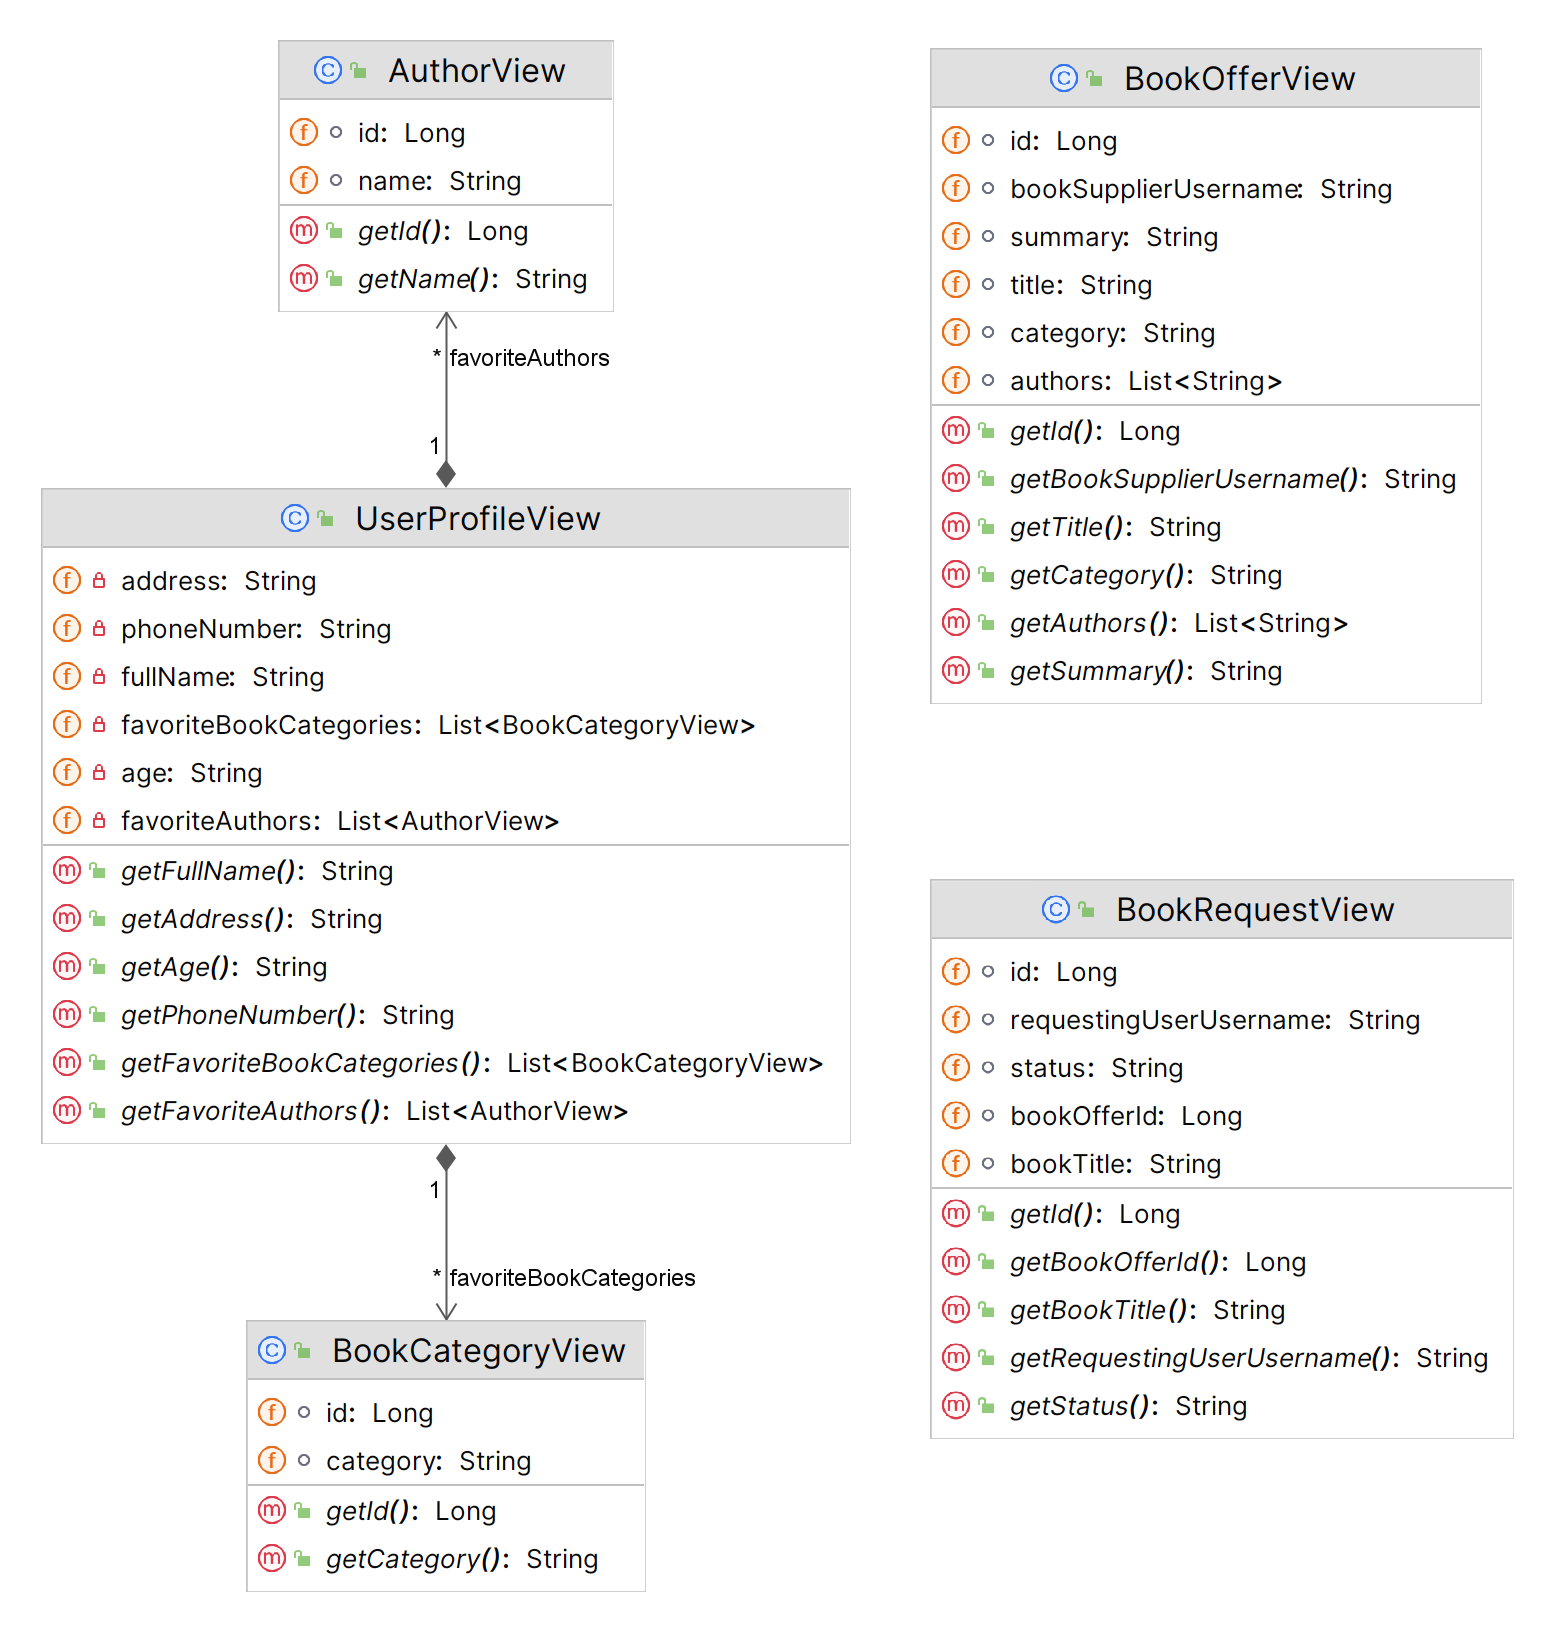 AuthorView
id: Long
name: String
getId(): Long
getName(): String
* favoriteAuthors
1
UserProfileView
address: String
phoneNumber: String
fullName: String
favoriteBookCategories: List<BookCategoryView>
age: String
favoriteAuthors: List<AuthorView>
getFullName(): String
getAddress(): String
getAge(): String
getPhoneNumber(): String
getFavoriteBookCategories(): List<BookCategoryView>
getFavoriteAuthors(): List<AuthorView>
1
* favoriteBookCategories
BookCategoryView
id: Long
category: String
getId(): Long
getCategory(): String
BookOfferView
id: Long
bookSupplierUsername: String
summary: String
title: String
category: String
authors: List<String>
getId(): Long
getBookSupplierUsername(): String
getTitle(): String
getCategory(): String
getAuthors(): List<String>
getSummary(): String
BookRequestView
id: Long
requestingUserUsername: String
status: String
bookOfferId: Long
bookTitle: String
getId(): Long
getBookOfferId(): Long
getBookTitle(): String
getRequestingUserUsername(): String
getStatus(): String